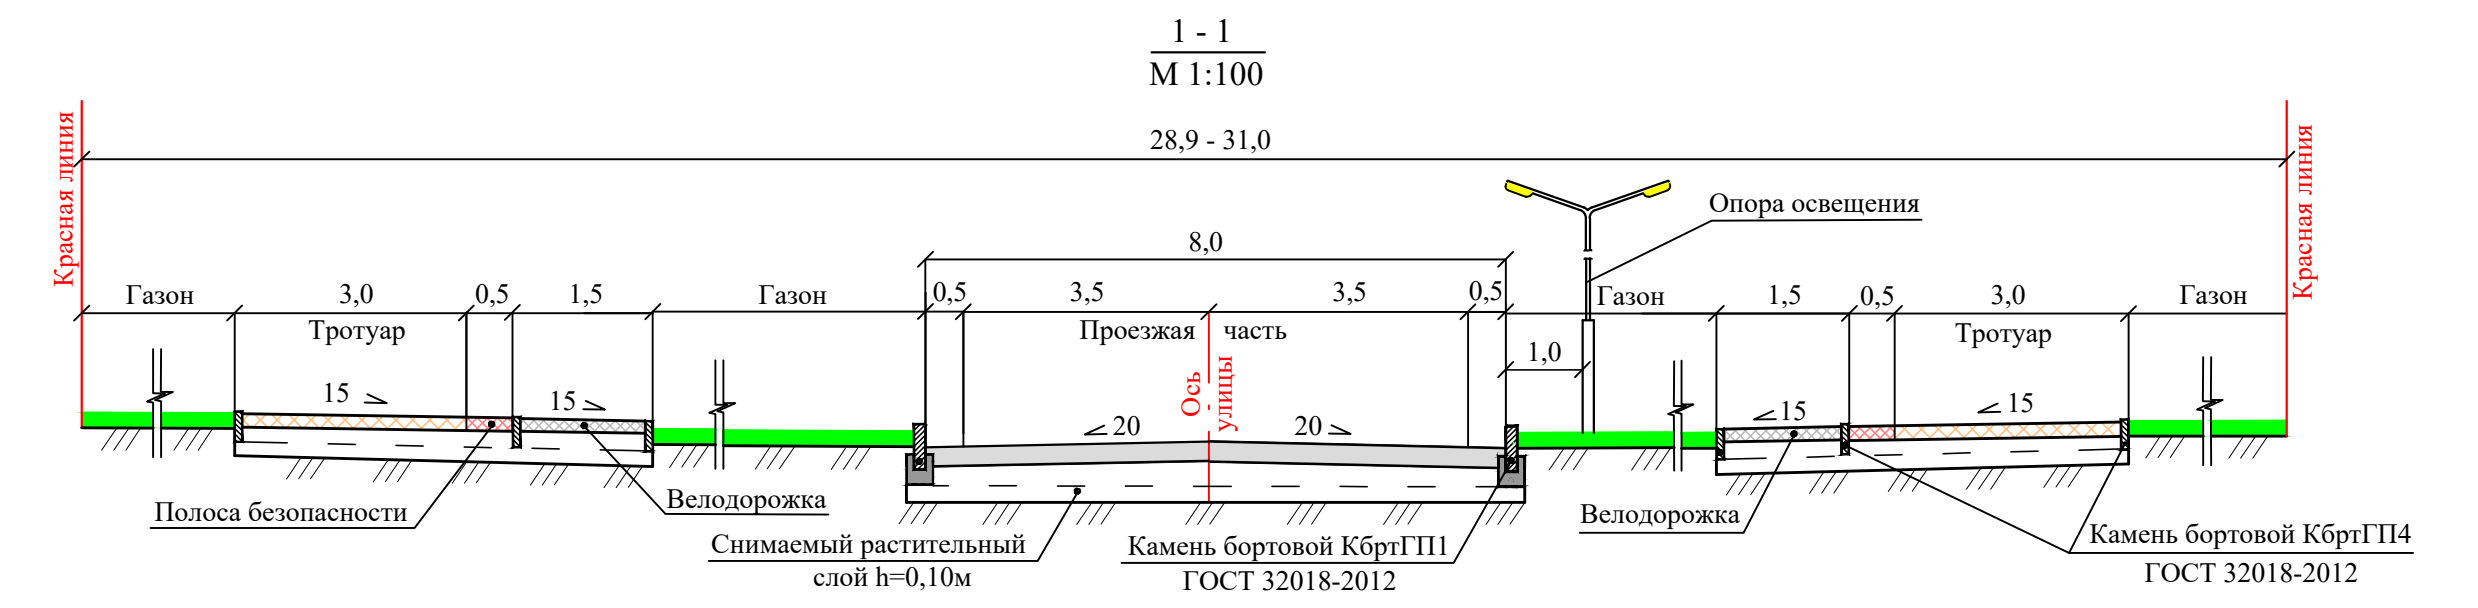 1 - 1
М 1:100
28,9 - 31,0
Красная линия
Красная линия
Опора освещения
8,0
Газон 3,0 0,5 1,5 Газон 0,5 3,5 3,5 0,5 Газон 1,5 0,5 3,0 Газон
Тротуар Проезжая часть Тротуар
1,0
Ось
улицы
15 15 20 20 15 15
Полоса безопасности
Велодорожка
Снимаемый растительный
слой h=0,10м
Камень бортовой КбртГП1
ГОСТ 32018-2012
Велодорожка
Камень бортовой КбртГП4
ГОСТ 32018-2012